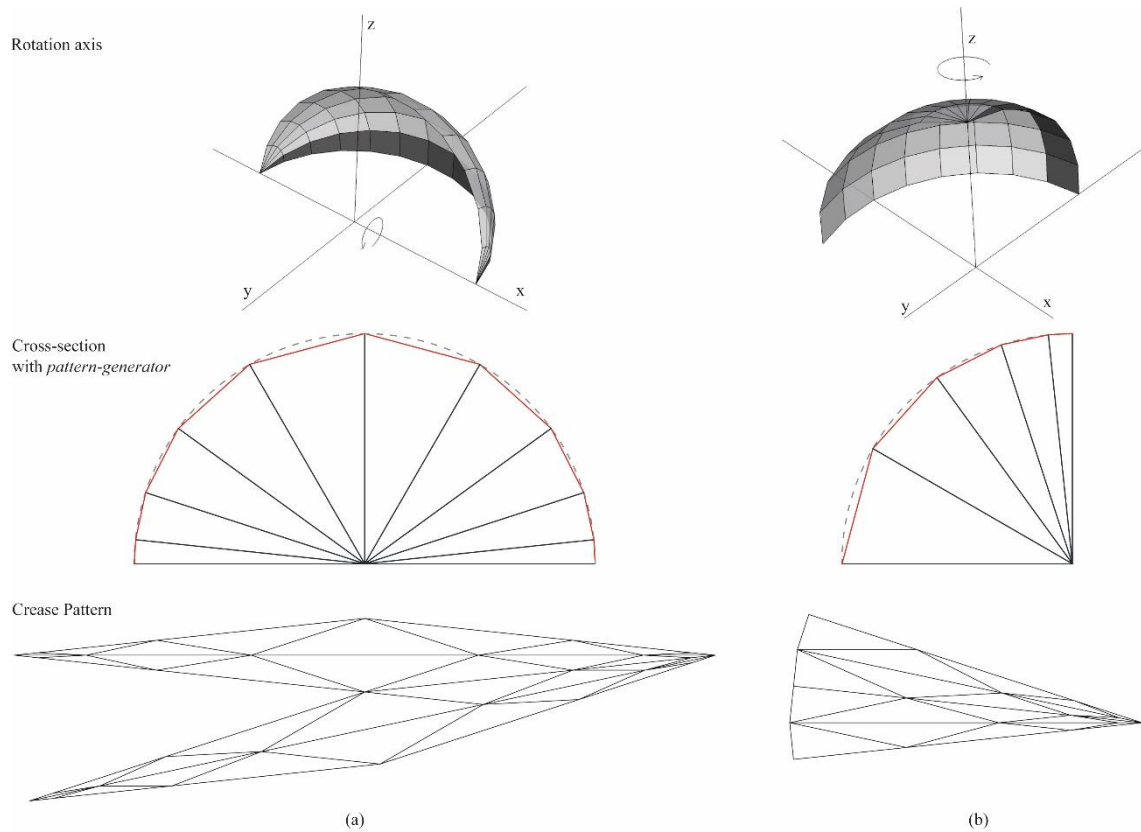 Rotation axis
z
y
x
z
y
x
Cross-section
with pattern-generator
Crease Pattern
(a)
(b)